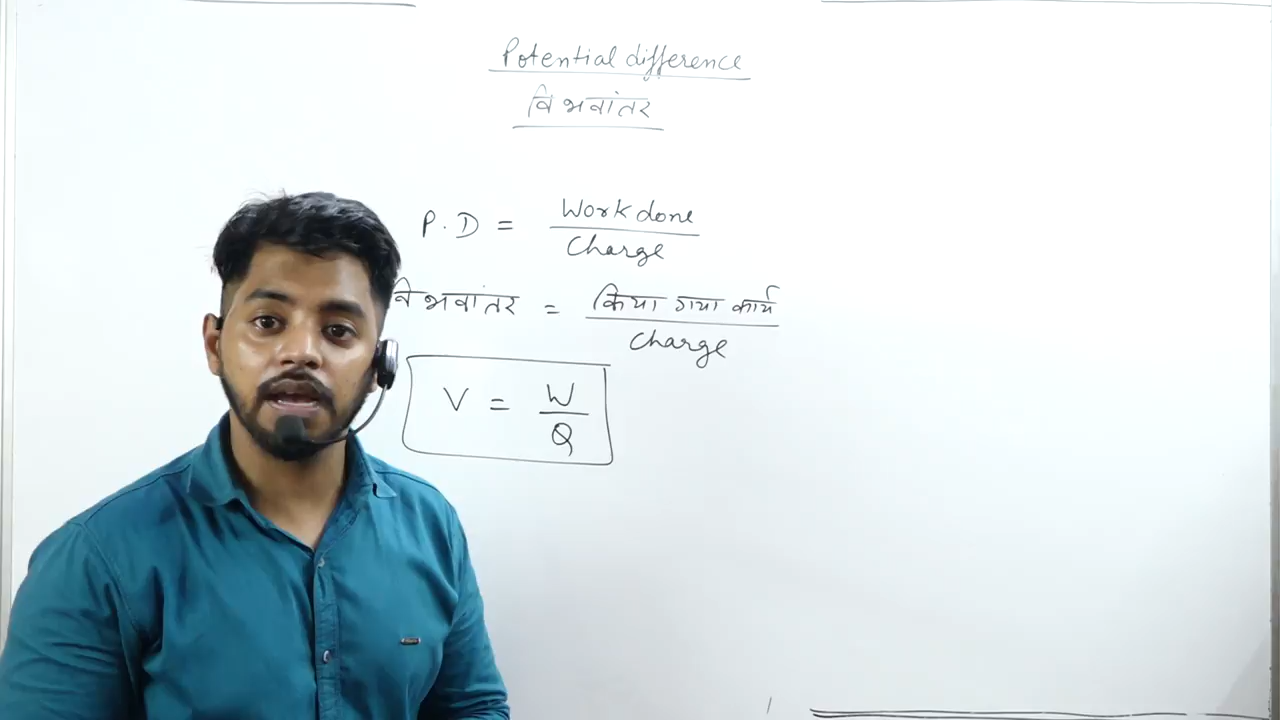 Potential difference
विभवांतर
P.D = Work done / Charge
विभवांतर = किया गया कार्य / Charge
V = W / Q